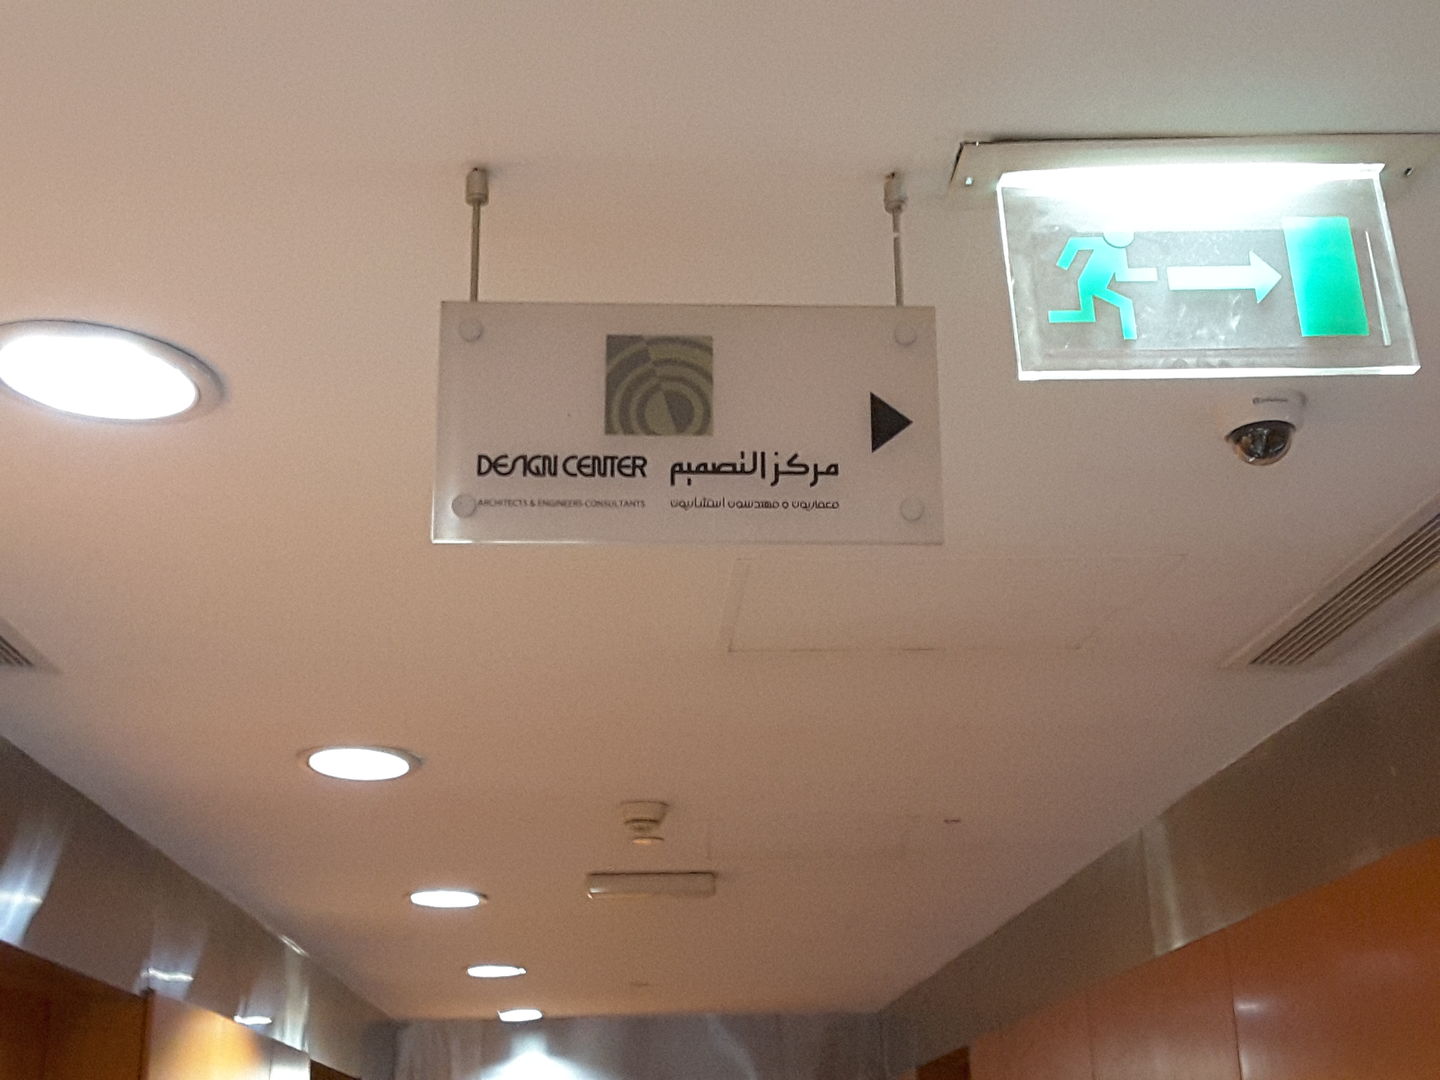 DESIGN CENTER مركز التصميم
ARCHITECTS & ENGINEERS CONSULTANTS معماريون و مهندسون استشاريون